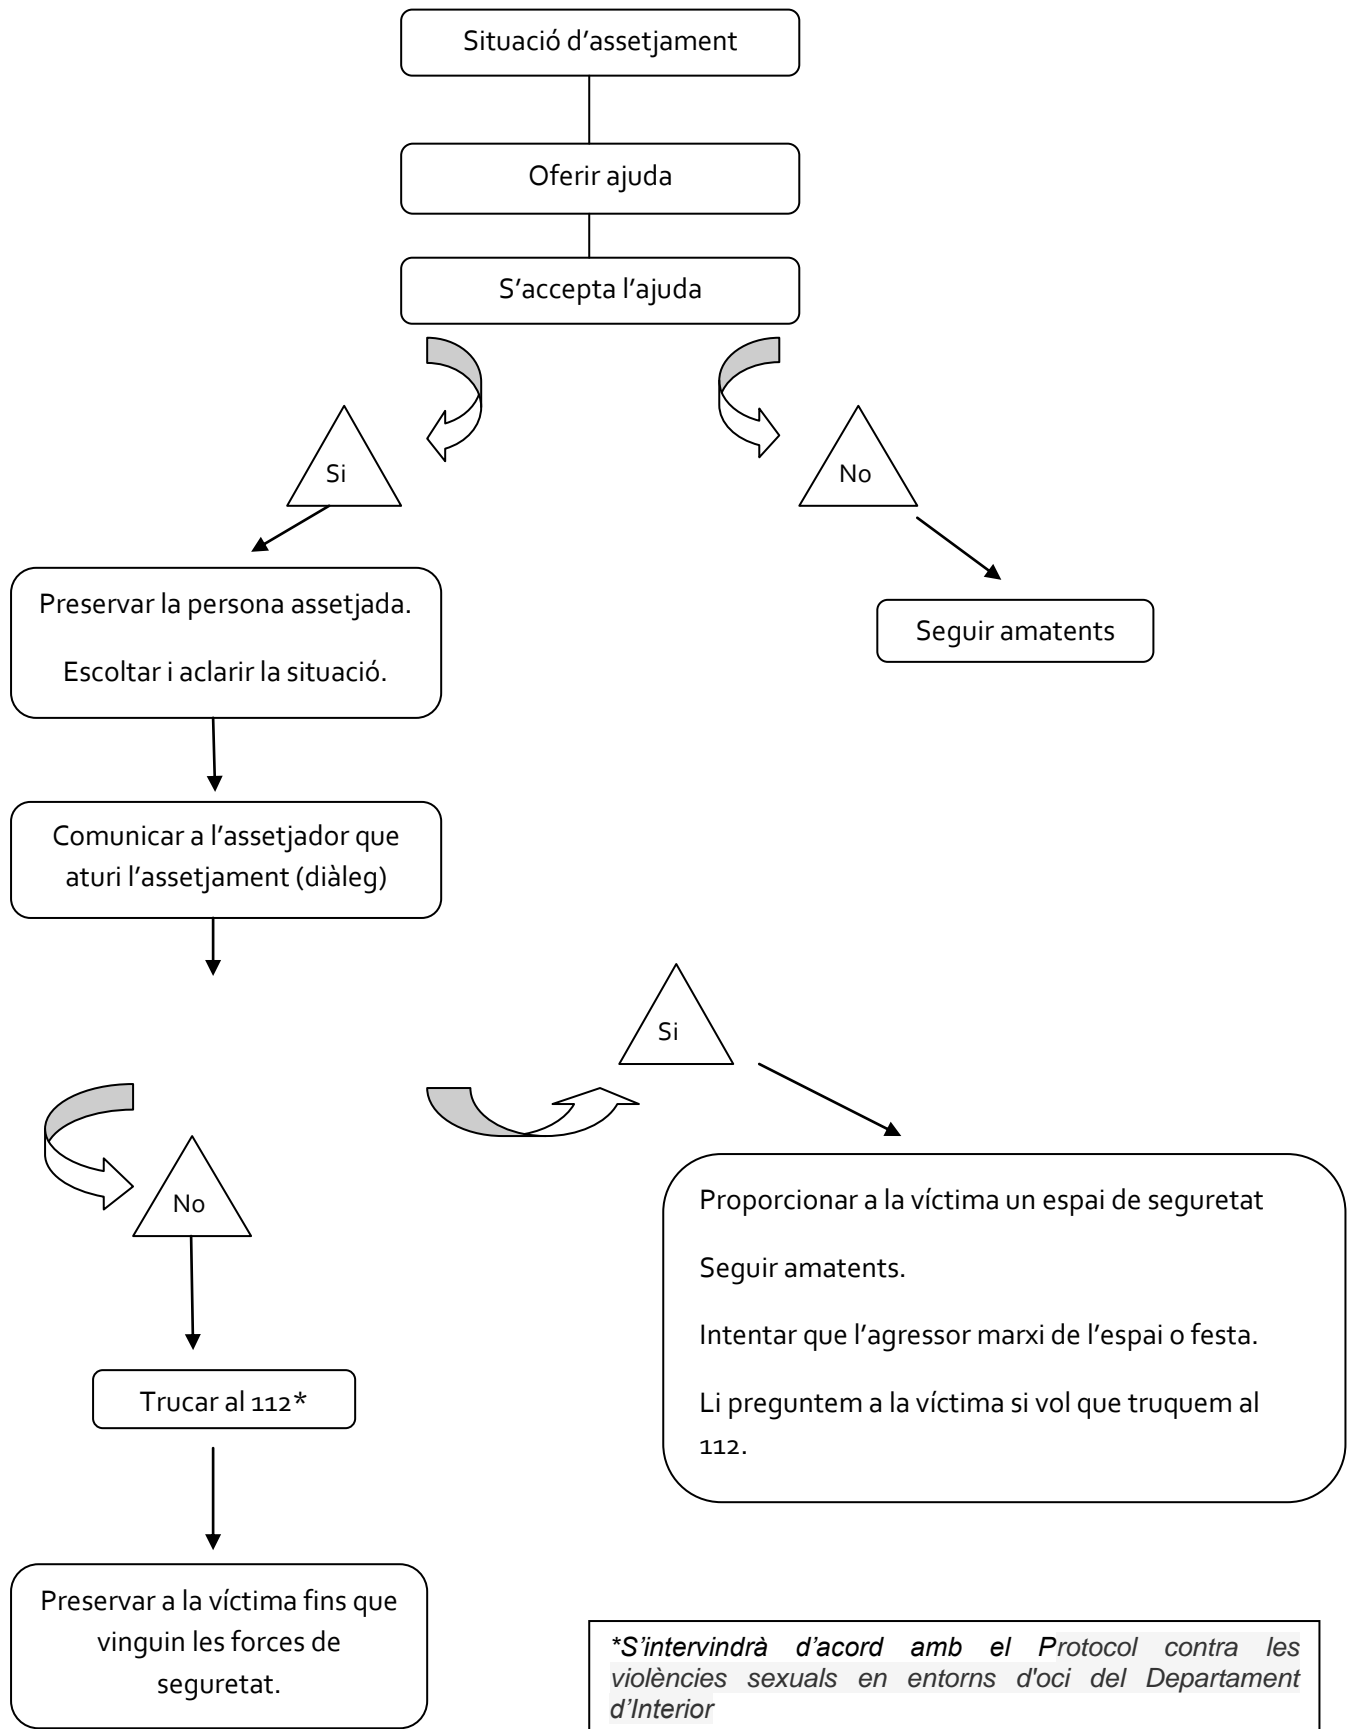 Situació d'assetjament
Oferir ajuda
S'accepta l'ajuda
Si
No
Preservar la persona assetjada.
Escoltar i aclarir la situació.
Seguir amatents
Comunicar a l'assetjador que
aturi l'assetjament (diàleg)
Si
No
Proporcionar a la víctima un espai de seguretat
Seguir amatents.
Intentar que l'agressor marxi de l'espai o festa.
Li preguntem a la víctima si vol que truquem al
112.
Trucar al 112*
Preservar a la víctima fins que
vinguin les forces de
seguretat.
*S'intervindrà d'acord amb el Protocol contra les
violències sexuals en entorns d'oci del Departament
d'Interior